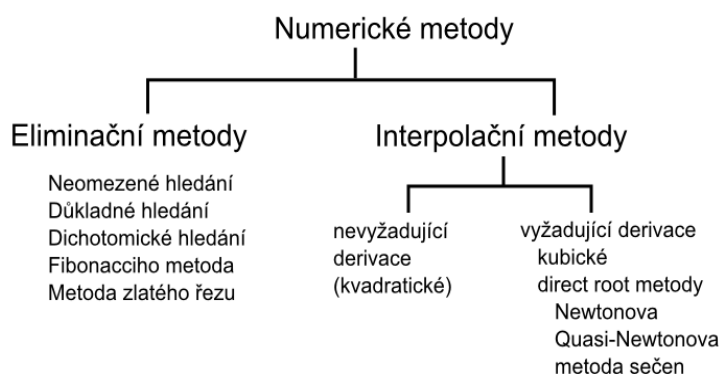 Numerické metody
Eliminační metody
Neomezené hledání
Důkladné hledání
Dichotomické hledání
Fibonacciho metoda
Metoda zlatého řezu
Interpolační metody
nevyžadující
derivace
(kvadratické)
vyžadující derivace
kubické
direct root metody
Newtonova
Quasi-Newtonova
metoda sečen